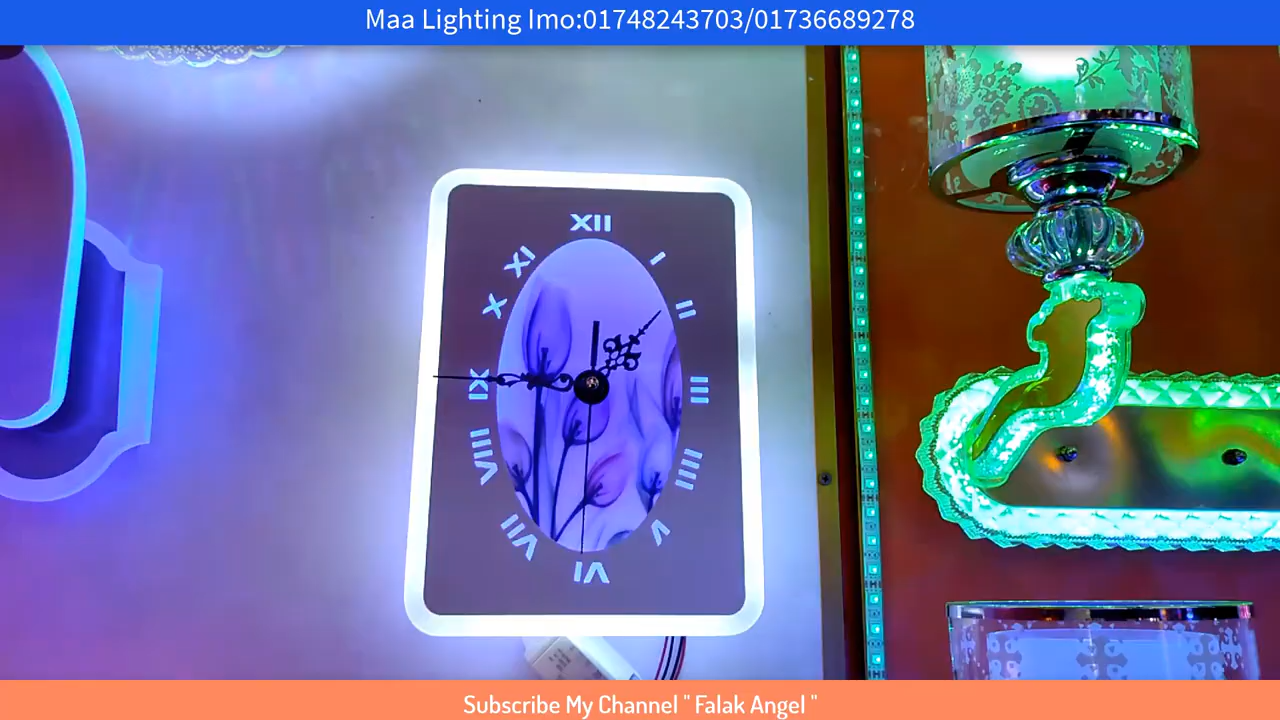 Maa Lighting Imo:01748243703/01736689278
XII
XI
I
X
II
IX
III
VIII
IIII
VII
V
VI
Subscribe My Channel " Falak Angel "